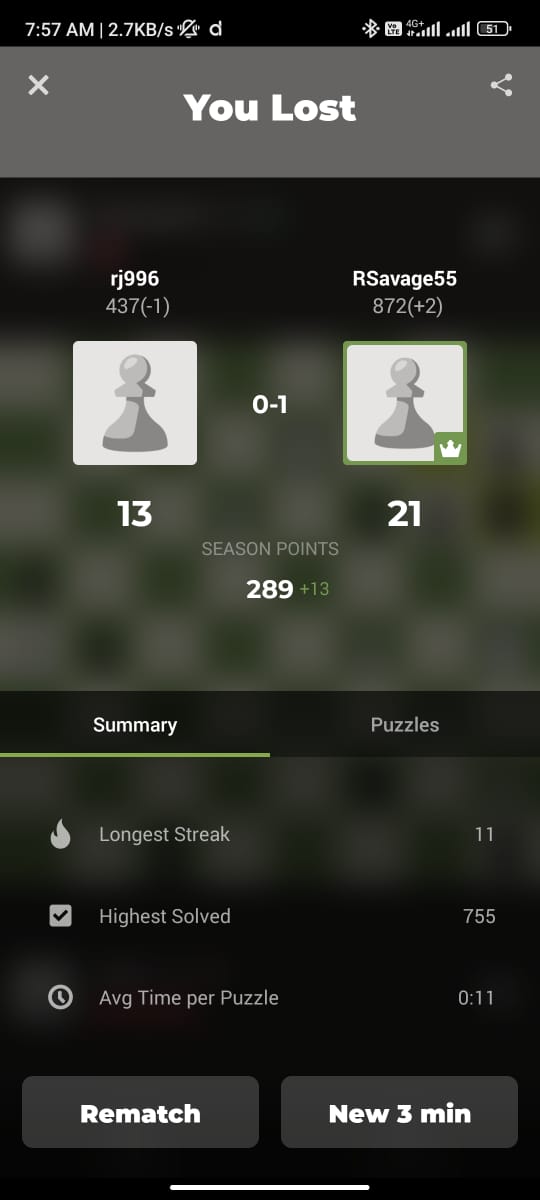 7:57 AM | 2.7KB/s d Vo LTE 4G+ 51
You Lost
rj996 RSavage55
437(-1) 872(+2)
0-1
13 21
SEASON POINTS
289 +13
Summary Puzzles
Longest Streak 11
Highest Solved 755
Avg Time per Puzzle 0:11
Rematch New 3 min